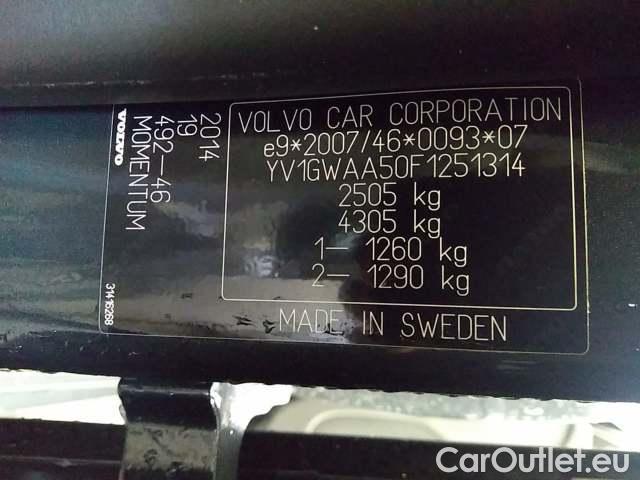 VOLVO CAR CORPORATION
e9*2007/46*0093*07
YV1GWAA50F1251314
2505 kg
4305 kg
1– 1260 kg
2– 1290 kg
MADE IN SWEDEN
2014
19
492–46
MOMENTUM
VOLVO
31416268
CarOutlet.eu